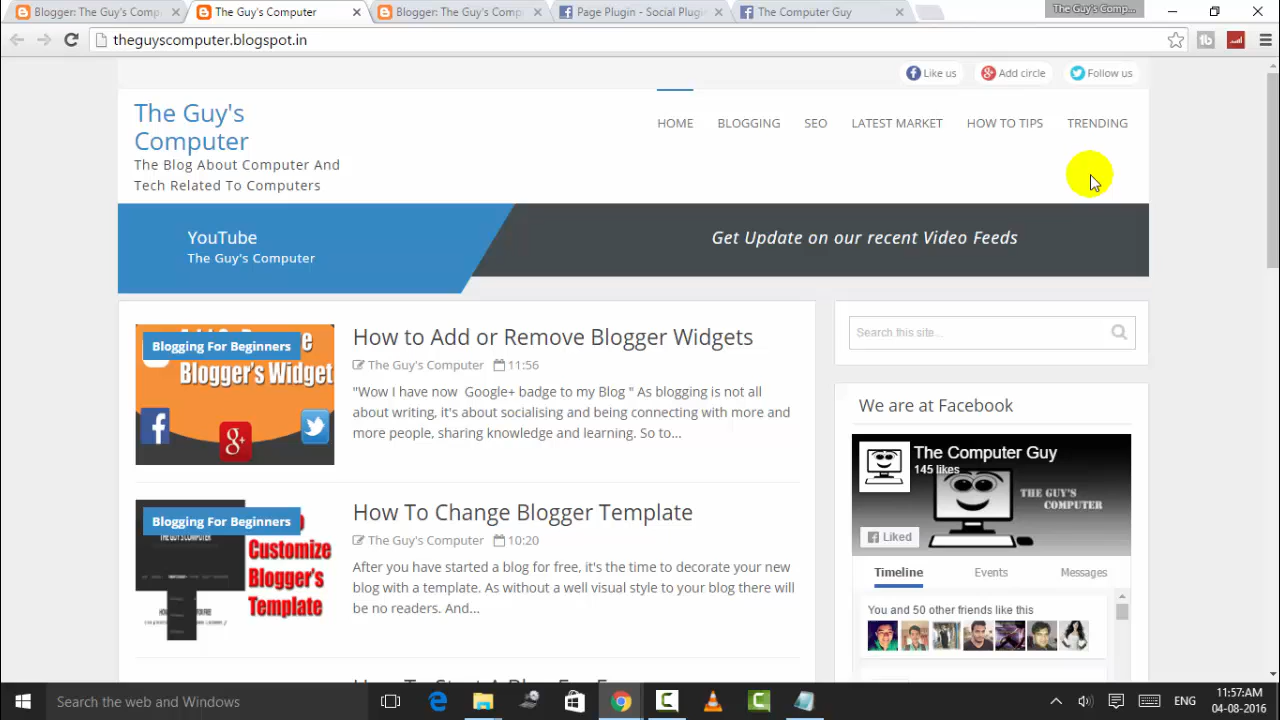 Blogger: The Guy's Comp
The Guy's Computer
Blogger: The Guy's Comp
Page Plugin - Social Plugi
The Computer Guy
The Guy's Comp...
theguyscomputer.blogspot.in
Like us
Add circle
Follow us
The Guy's
Computer
The Blog About Computer And
Tech Related To Computers
HOME
BLOGGING
SEO
LATEST MARKET
HOW TO TIPS
TRENDING
YouTube
The Guy's Computer
Get Update on our recent Video Feeds
Blogging For Beginners
Blogger's Widget
How to Add or Remove Blogger Widgets
The Guy's Computer 11:56
"Wow I have now Google+ badge to my Blog " As blogging is not all
about writing, it's about socialising and being connecting with more and
more people, sharing knowledge and learning. So to...
Search this site...
We are at Facebook
The Computer Guy
145 likes
THE GUY'S
COMPUTER
Liked
Timeline
Events
Messages
You and 50 other friends like this
Blogging For Beginners
THE GUY'S COMPUTER
Customize
Blogger's
Template
How To Change Blogger Template
The Guy's Computer 10:20
After you have started a blog for free, it's the time to decorate your new
blog with a template. As without a well visual style to your blog there will
be no readers. And...
Search the web and Windows
ENG
11:57:AM
04-08-2016